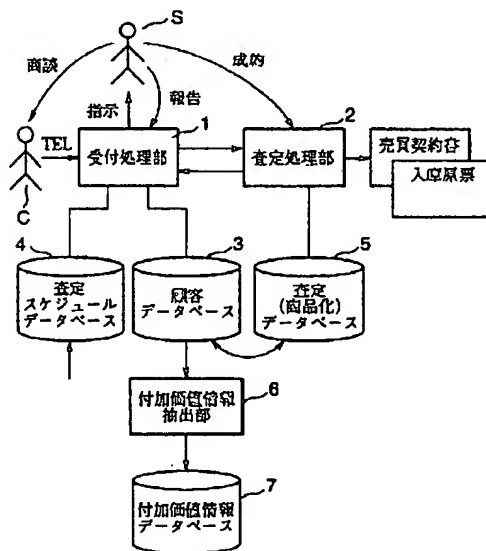 S
商談
成約
指示
報告
1
2
TEL
受付処理部
査定処理部
売買契約書
入庫原票
C
4
3
5
査定
スケジュール
データベース
顧客
データベース
査定
(商品化)
データベース
6
付加価値情報
抽出部
7
付加価値情報
データベース